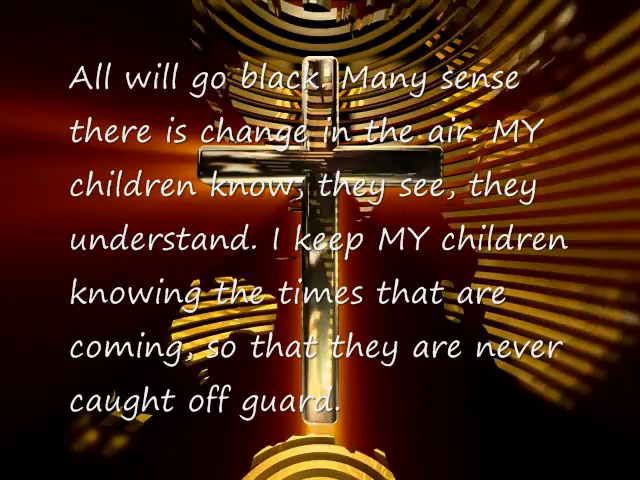 All will go black. Many sense
there is change in the air. MY
children know, they see, they
understand. I keep MY children
knowing the times that are
coming, so that they are never
caught off guard.